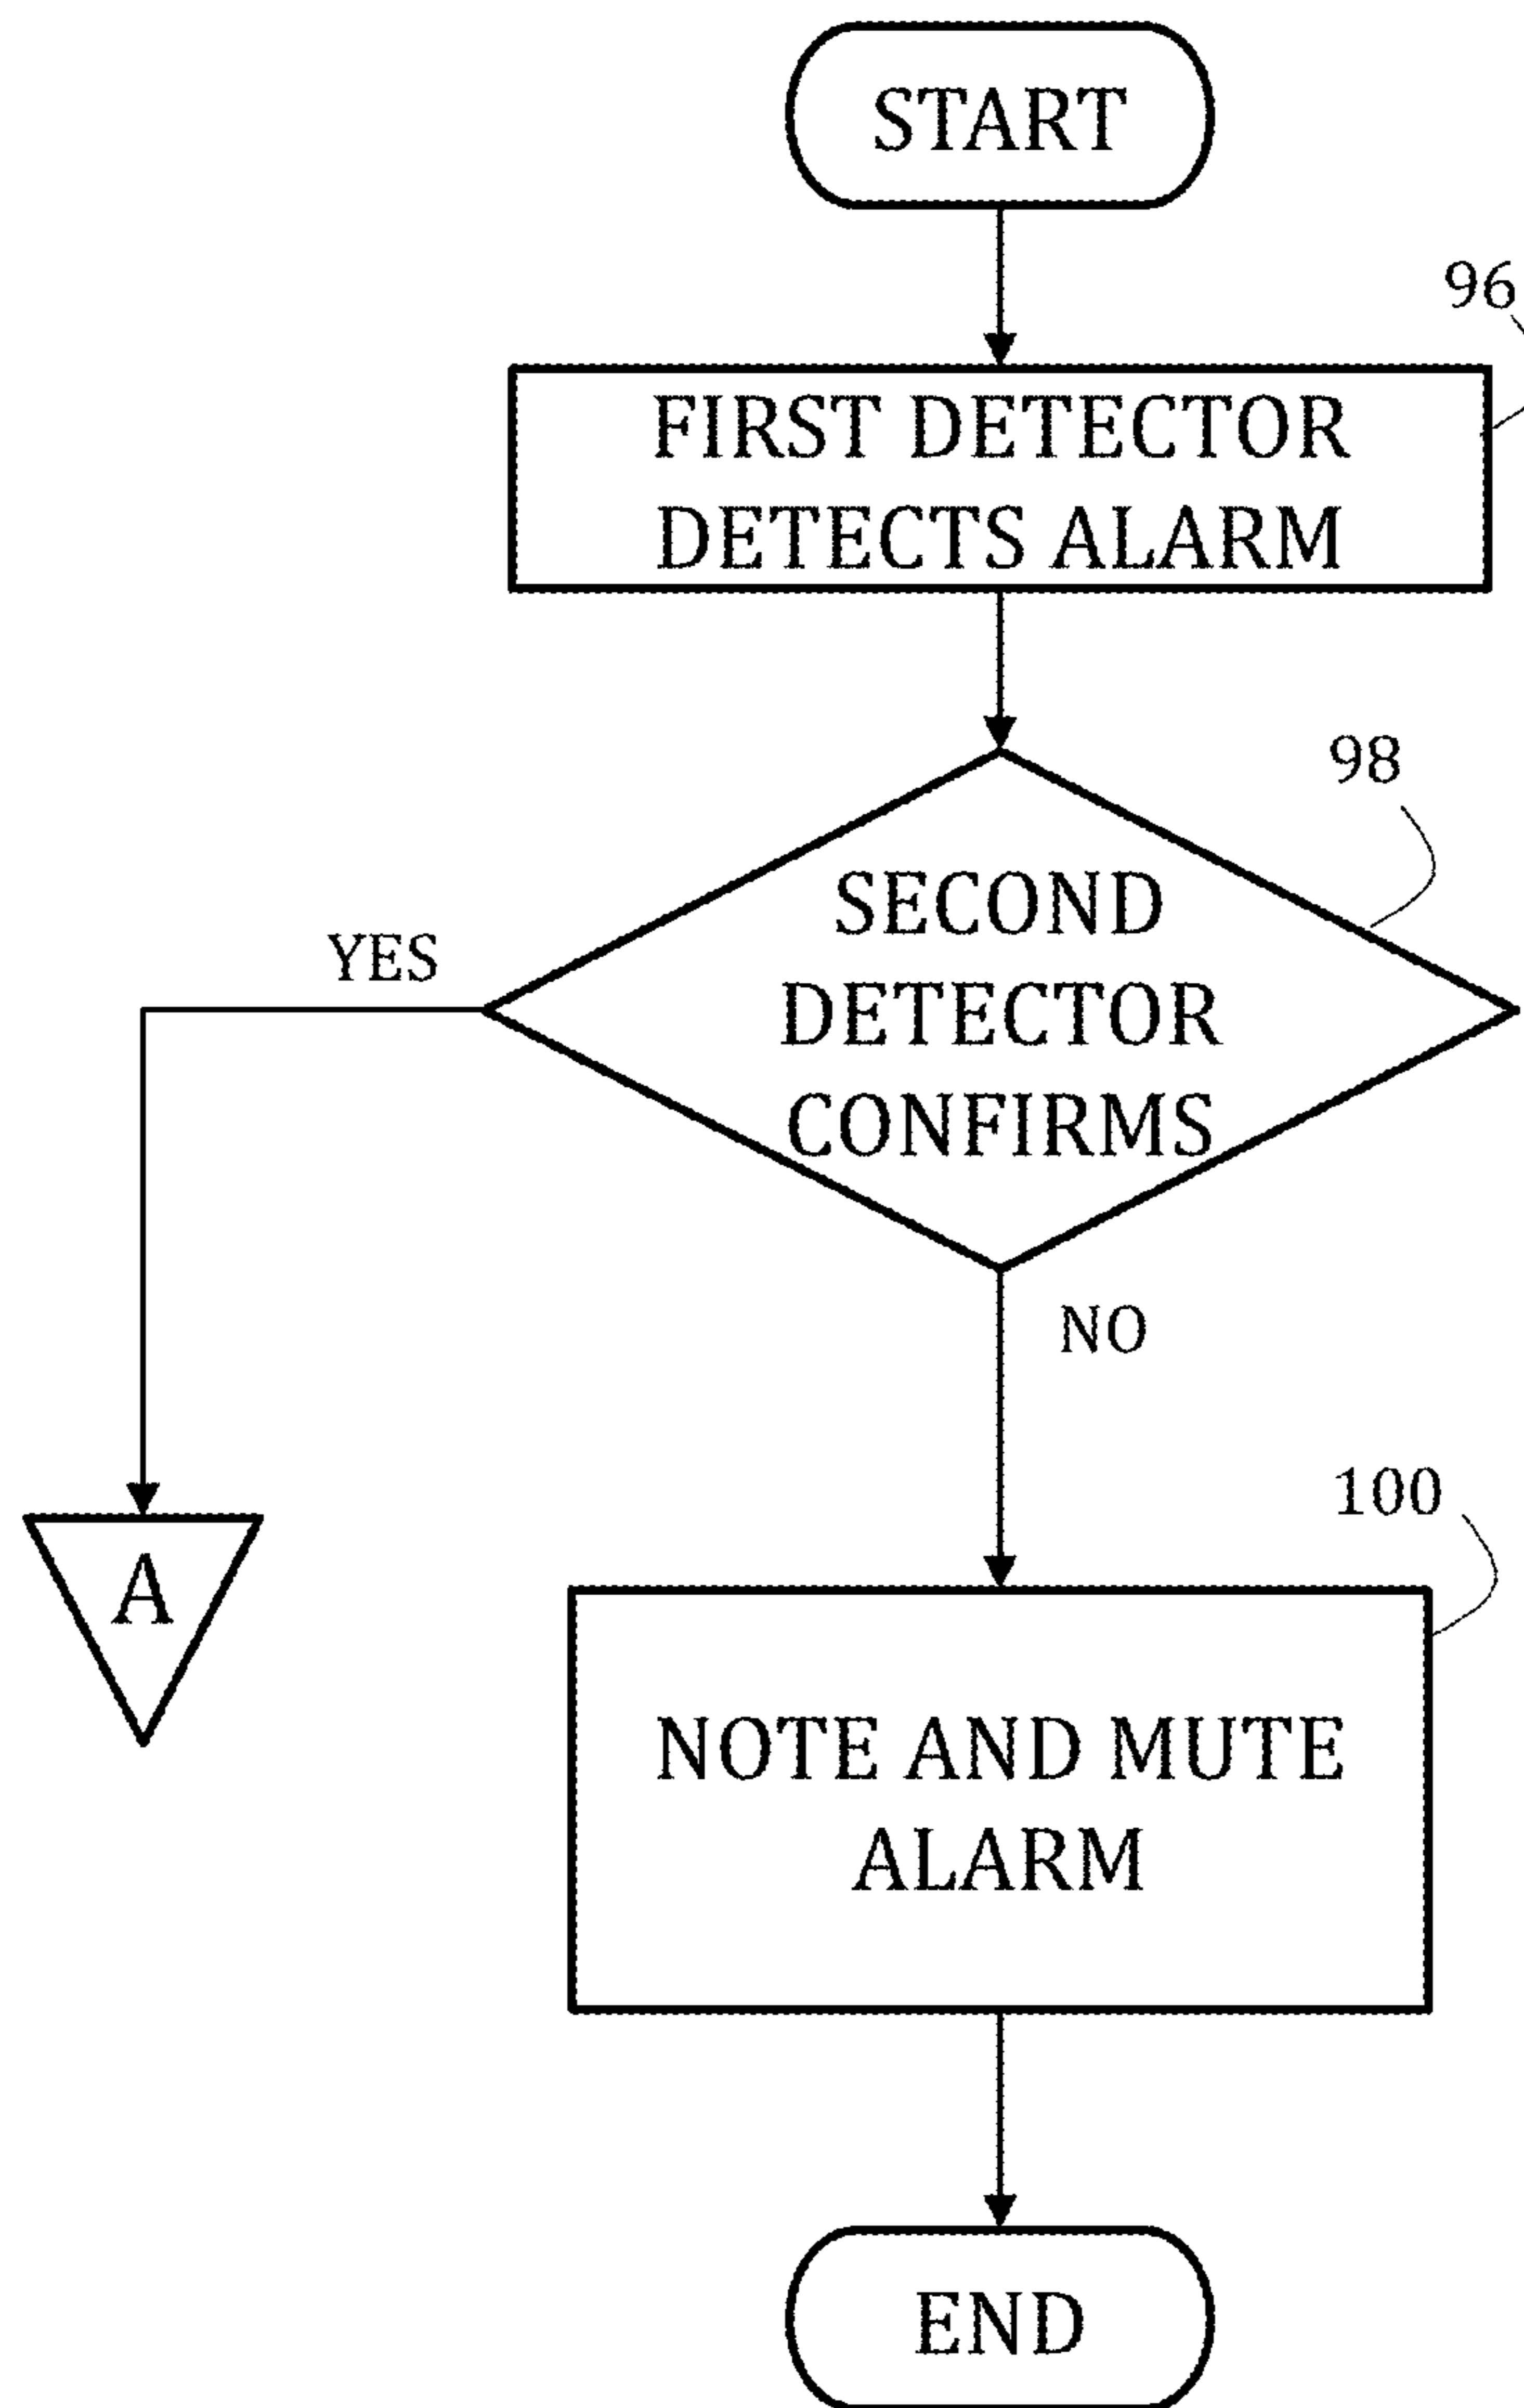 START
96
FIRST DETECTOR
DETECTS ALARM
98
SECOND
DETECTOR
CONFIRMS
YES
NO
100
A
NOTE AND MUTE
ALARM
END